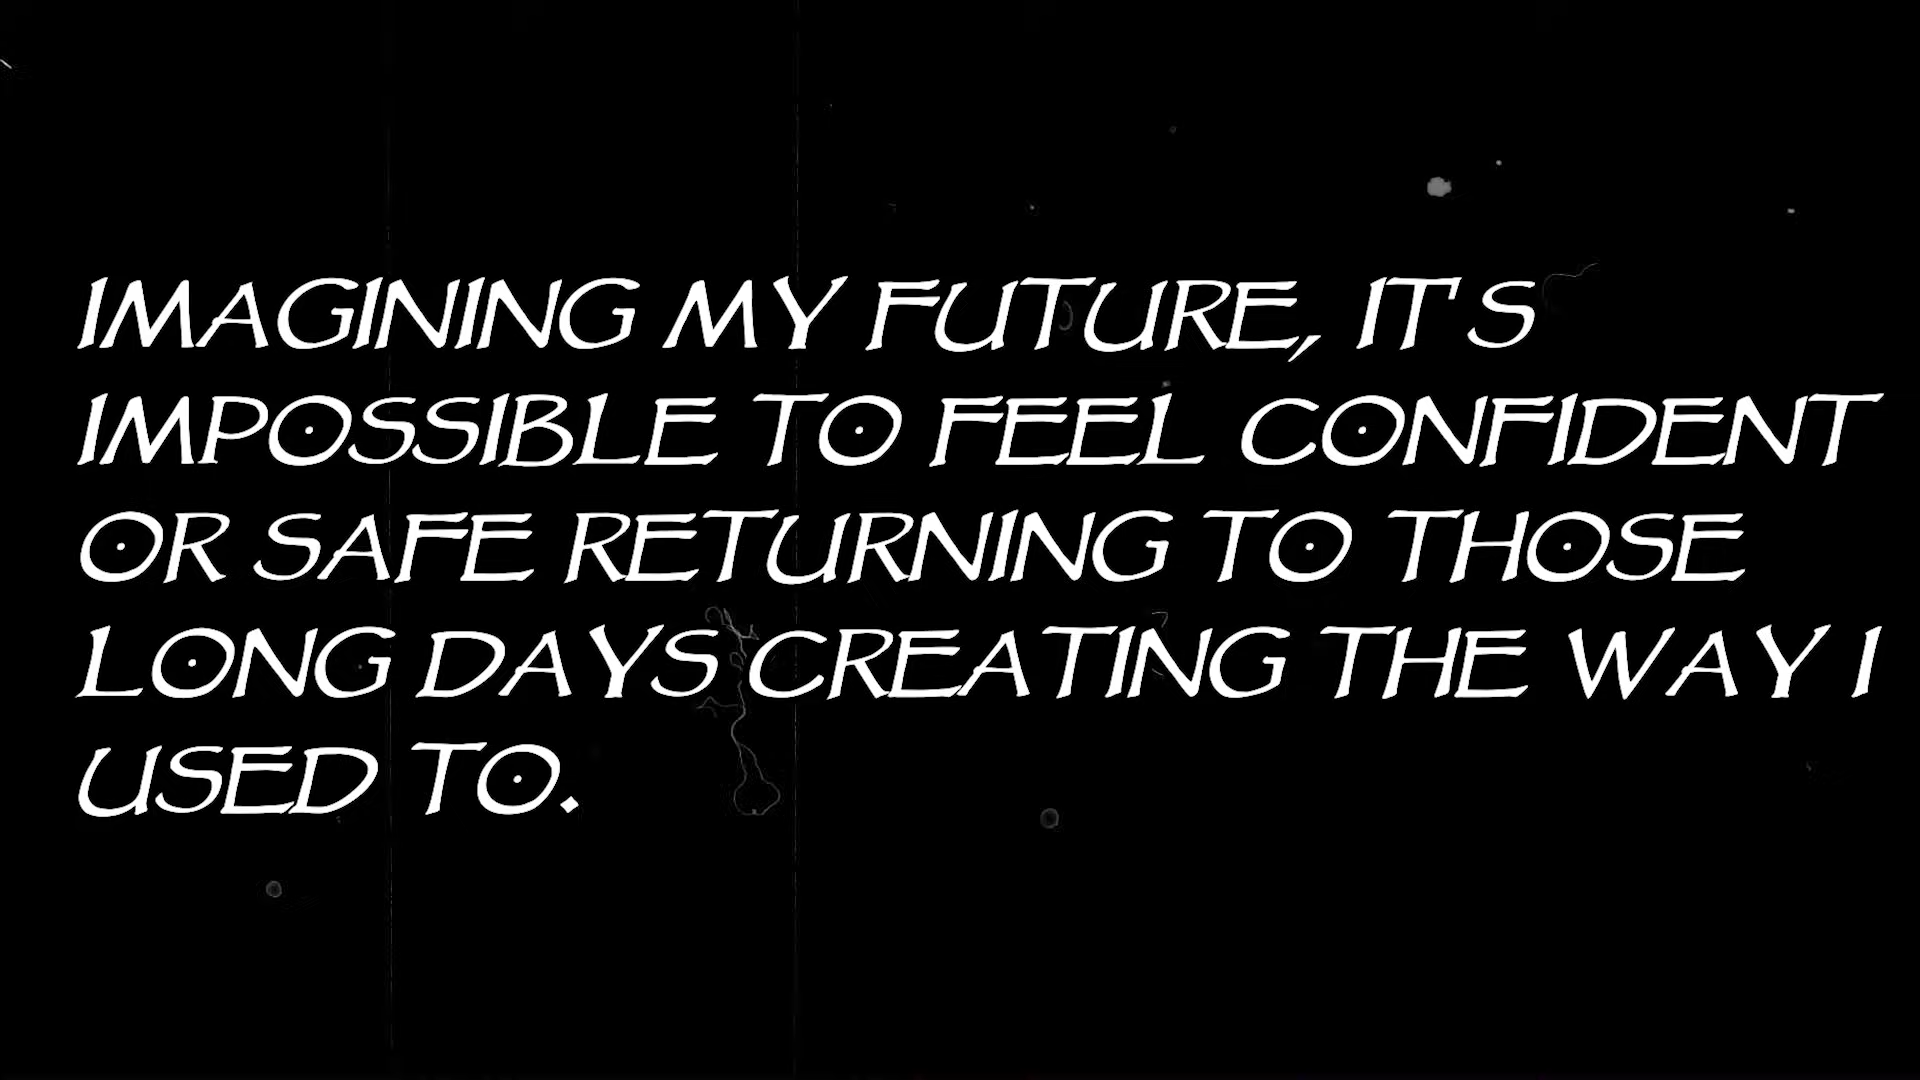 IMAGINING MY FUTURE, IT'S
IMPOSSIBLE TO FEEL CONFIDENT
OR SAFE RETURNING TO THOSE
LONG DAYS CREATING THE WAY I
USED TO.